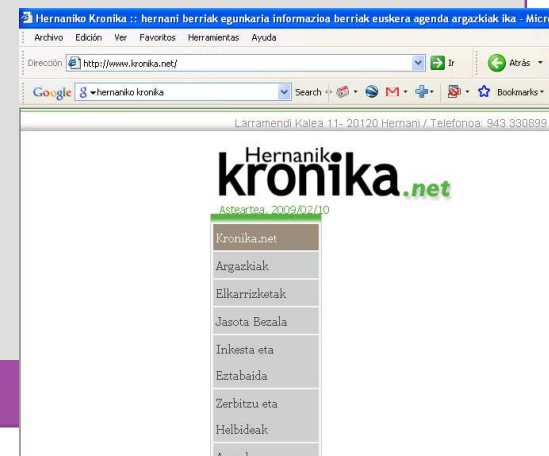 Hernaniko Kronika :: hernani berriak egunkaria informazioa berriak euskera agenda argazkiak ika - Micr
Archivo Edición Ver Favoritos Herramientas Ayuda
Dirección http://www.kronika.net/ Ir Atrás
Google hernaniko kronika Search Bookmarks
Larramendi Kalea 11- 20120 Hernani / Telefonoa: 943 330899
Hernaniko
kronika.net
Asteartea, 2009/02/10
Kronika.net
Argazkiak
Elkarrizketak
Jasota Bezala
Inkesta eta
Eztabaida
Zerbitzu eta
Helbideak